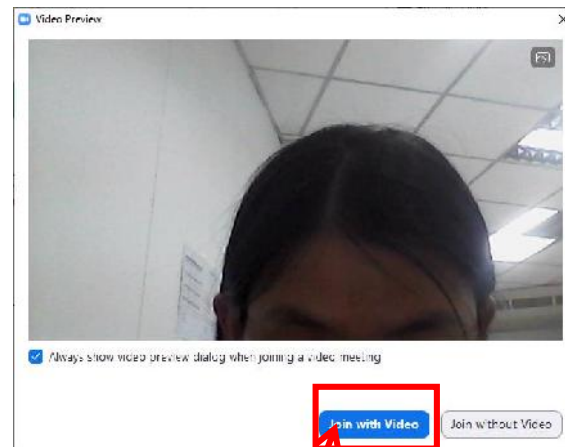 Video Preview
Always show video preview dialog when joining a video meeting
Join with Video
Join without Video